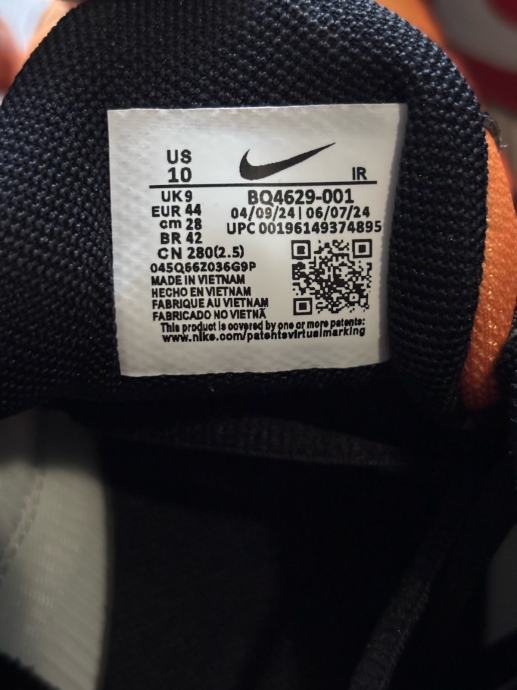 US
10
IR
UK 9
EUR 44
cm 28
BR 42
CN 280(2.5)
045Q66Z036G9P
MADE IN VIETNAM
HECHO EN VIETNAM
FABRIQUE AU VIETNAM
FABRICADO NO VIETNÃ
BQ4629-001
04/09/24 | 06/07/24
UPC 00196149374895
This product is covered by one or more patents:
www.nike.com/patentsvirtualmarking